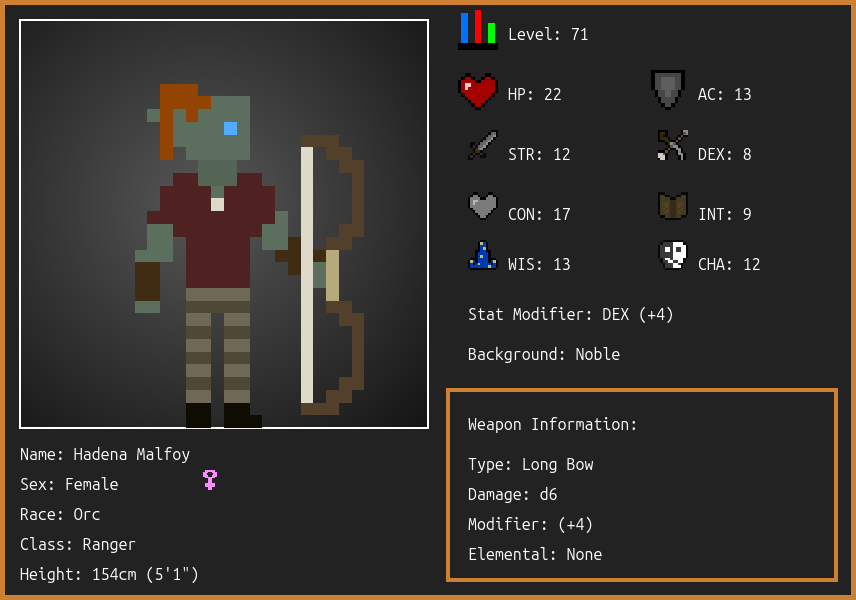 Level: 71
HP: 22
AC: 13
STR: 12
DEX: 8
CON: 17
INT: 9
WIS: 13
CHA: 12
Stat Modifier: DEX (+4)
Background: Noble
Weapon Information:
Type: Long Bow
Damage: d6
Modifier: (+4)
Elemental: None
Name: Hadena Malfoy
Sex: Female
Race: Orc
Class: Ranger
Height: 154cm (5'1")